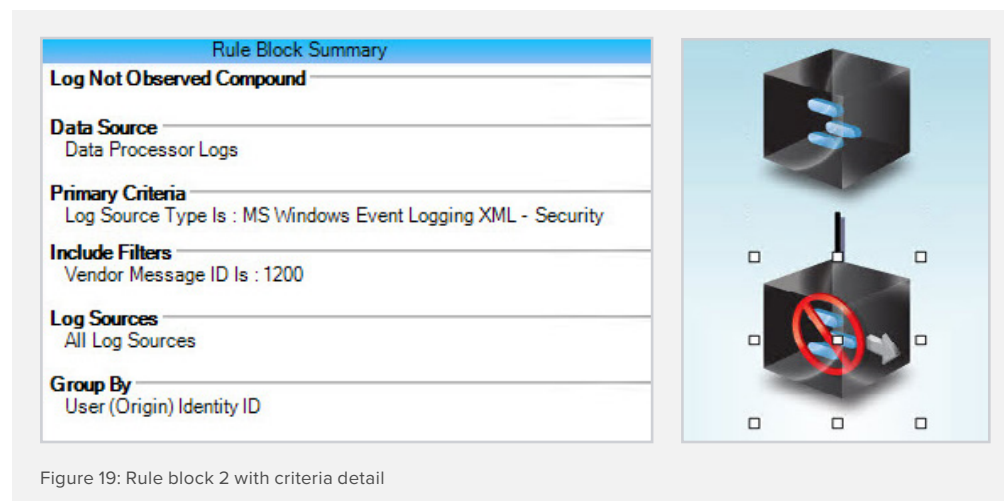 Rule Block Summary
Log Not Observed Compound
Data Source
Data Processor Logs
Primary Criteria
Log Source Type Is : MS Windows Event Logging XML - Security
Include Filters
Vendor Message ID Is : 1200
Log Sources
All Log Sources
Group By
User (Origin) Identity ID
Figure 19: Rule block 2 with criteria detail